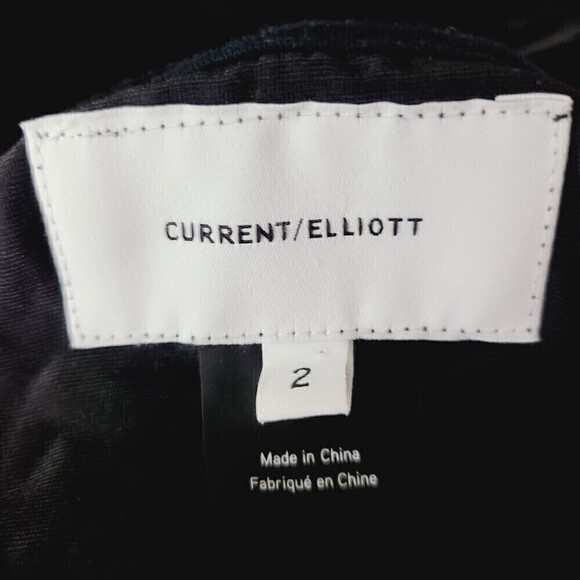 CURRENT/ELLIOTT
2
Made in China
Fabriqué en Chine